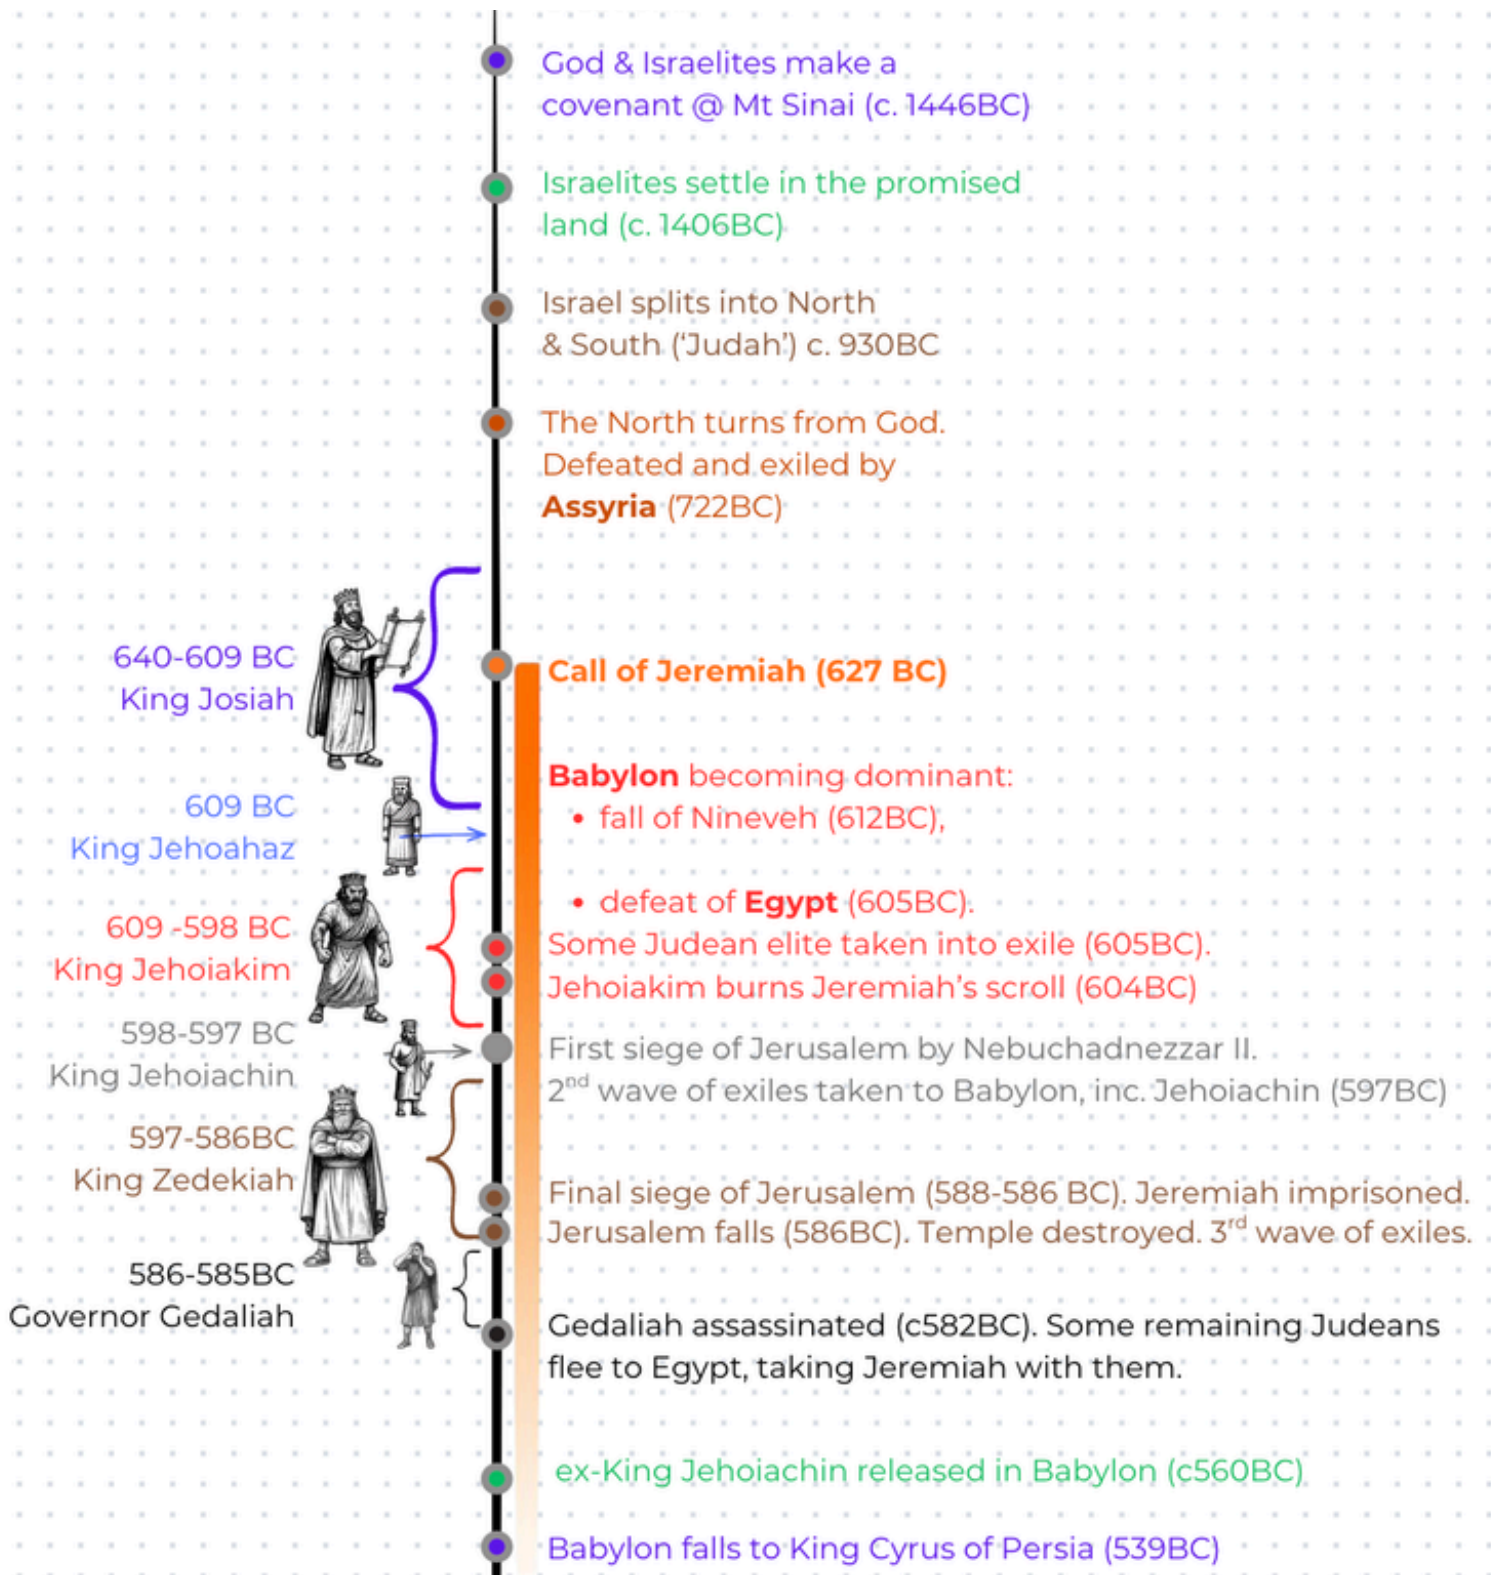 God & Israelites make a
covenant @ Mt Sinai (c. 1446BC)
Israelites settle in the promised
land (c. 1406BC)
Israel splits into North
& South (‘Judah’) c. 930BC
The North turns from God.
Defeated and exiled by
Assyria (722BC)
640-609 BC
King Josiah
Call of Jeremiah (627 BC)
Babylon becoming dominant:
• fall of Nineveh (612BC),
609 BC
King Jehoahaz
• defeat of Egypt (605BC).
609 -598 BC
King Jehoiakim
Some Judean elite taken into exile (605BC).
Jehoiakim burns Jeremiah’s scroll (604BC)
598-597 BC
King Jehoiachin
First siege of Jerusalem by Nebuchadnezzar II.
2nd wave of exiles taken to Babylon, inc. Jehoiachin (597BC)
597-586BC
King Zedekiah
Final siege of Jerusalem (588-586 BC). Jeremiah imprisoned.
Jerusalem falls (586BC). Temple destroyed. 3rd wave of exiles.
586-585BC
Governor Gedaliah
Gedaliah assassinated (c582BC). Some remaining Judeans
flee to Egypt, taking Jeremiah with them.
ex-King Jehoiachin released in Babylon (c560BC)
Babylon falls to King Cyrus of Persia (539BC)